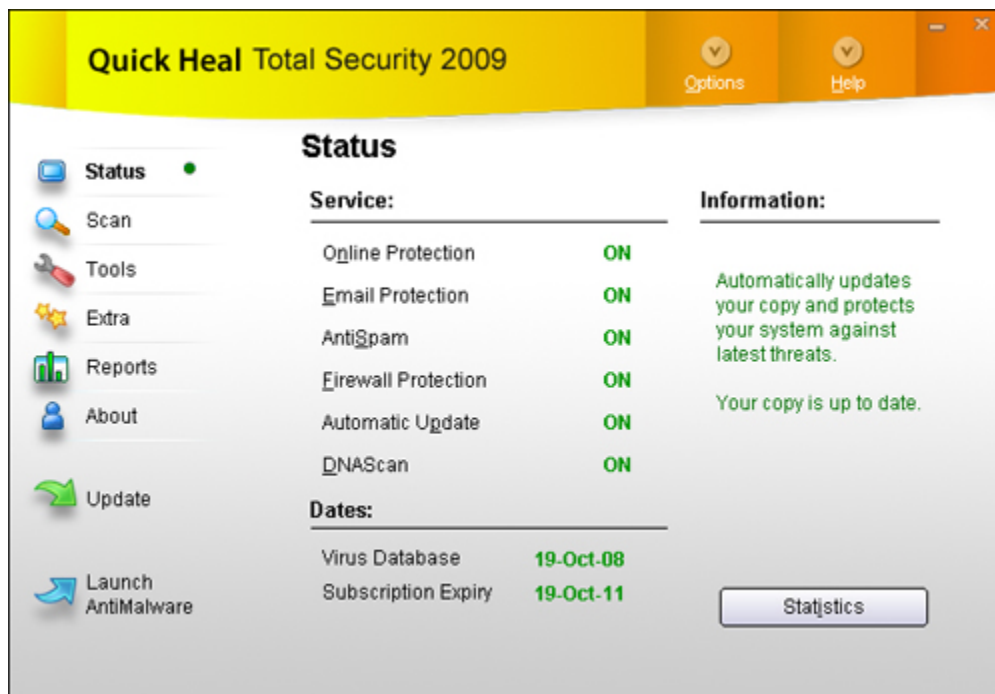 Quick Heal Total Security 2009
Options
Help
Status
Scan
Tools
Extra
Reports
About
Update
Launch
AntiMalware
Status
Service:
Online Protection ON
Email Protection ON
AntiSpam ON
Firewall Protection ON
Automatic Update ON
DNAScan ON
Dates:
Virus Database 19-Oct-08
Subscription Expiry 19-Oct-11
Information:
Automatically updates
your copy and protects
your system against
latest threats.
Your copy is up to date.
Statistics